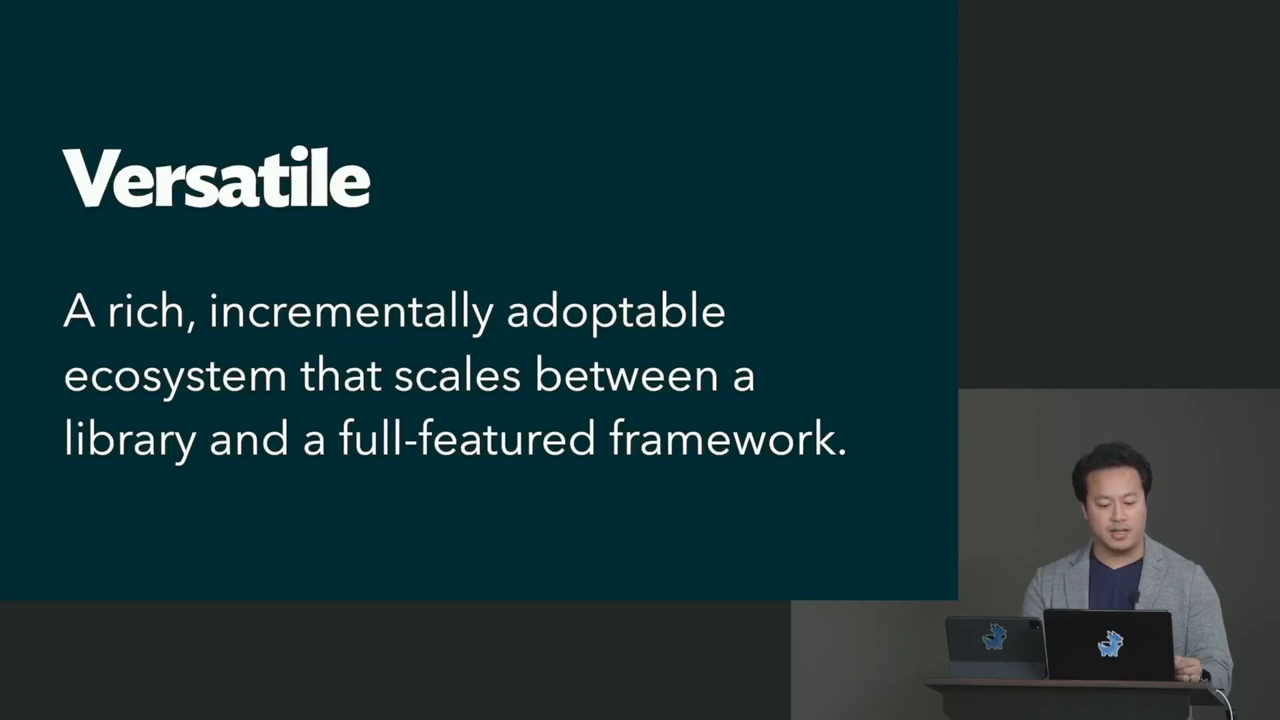 Versatile
A rich, incrementally adoptable
ecosystem that scales between a
library and a full-featured framework.